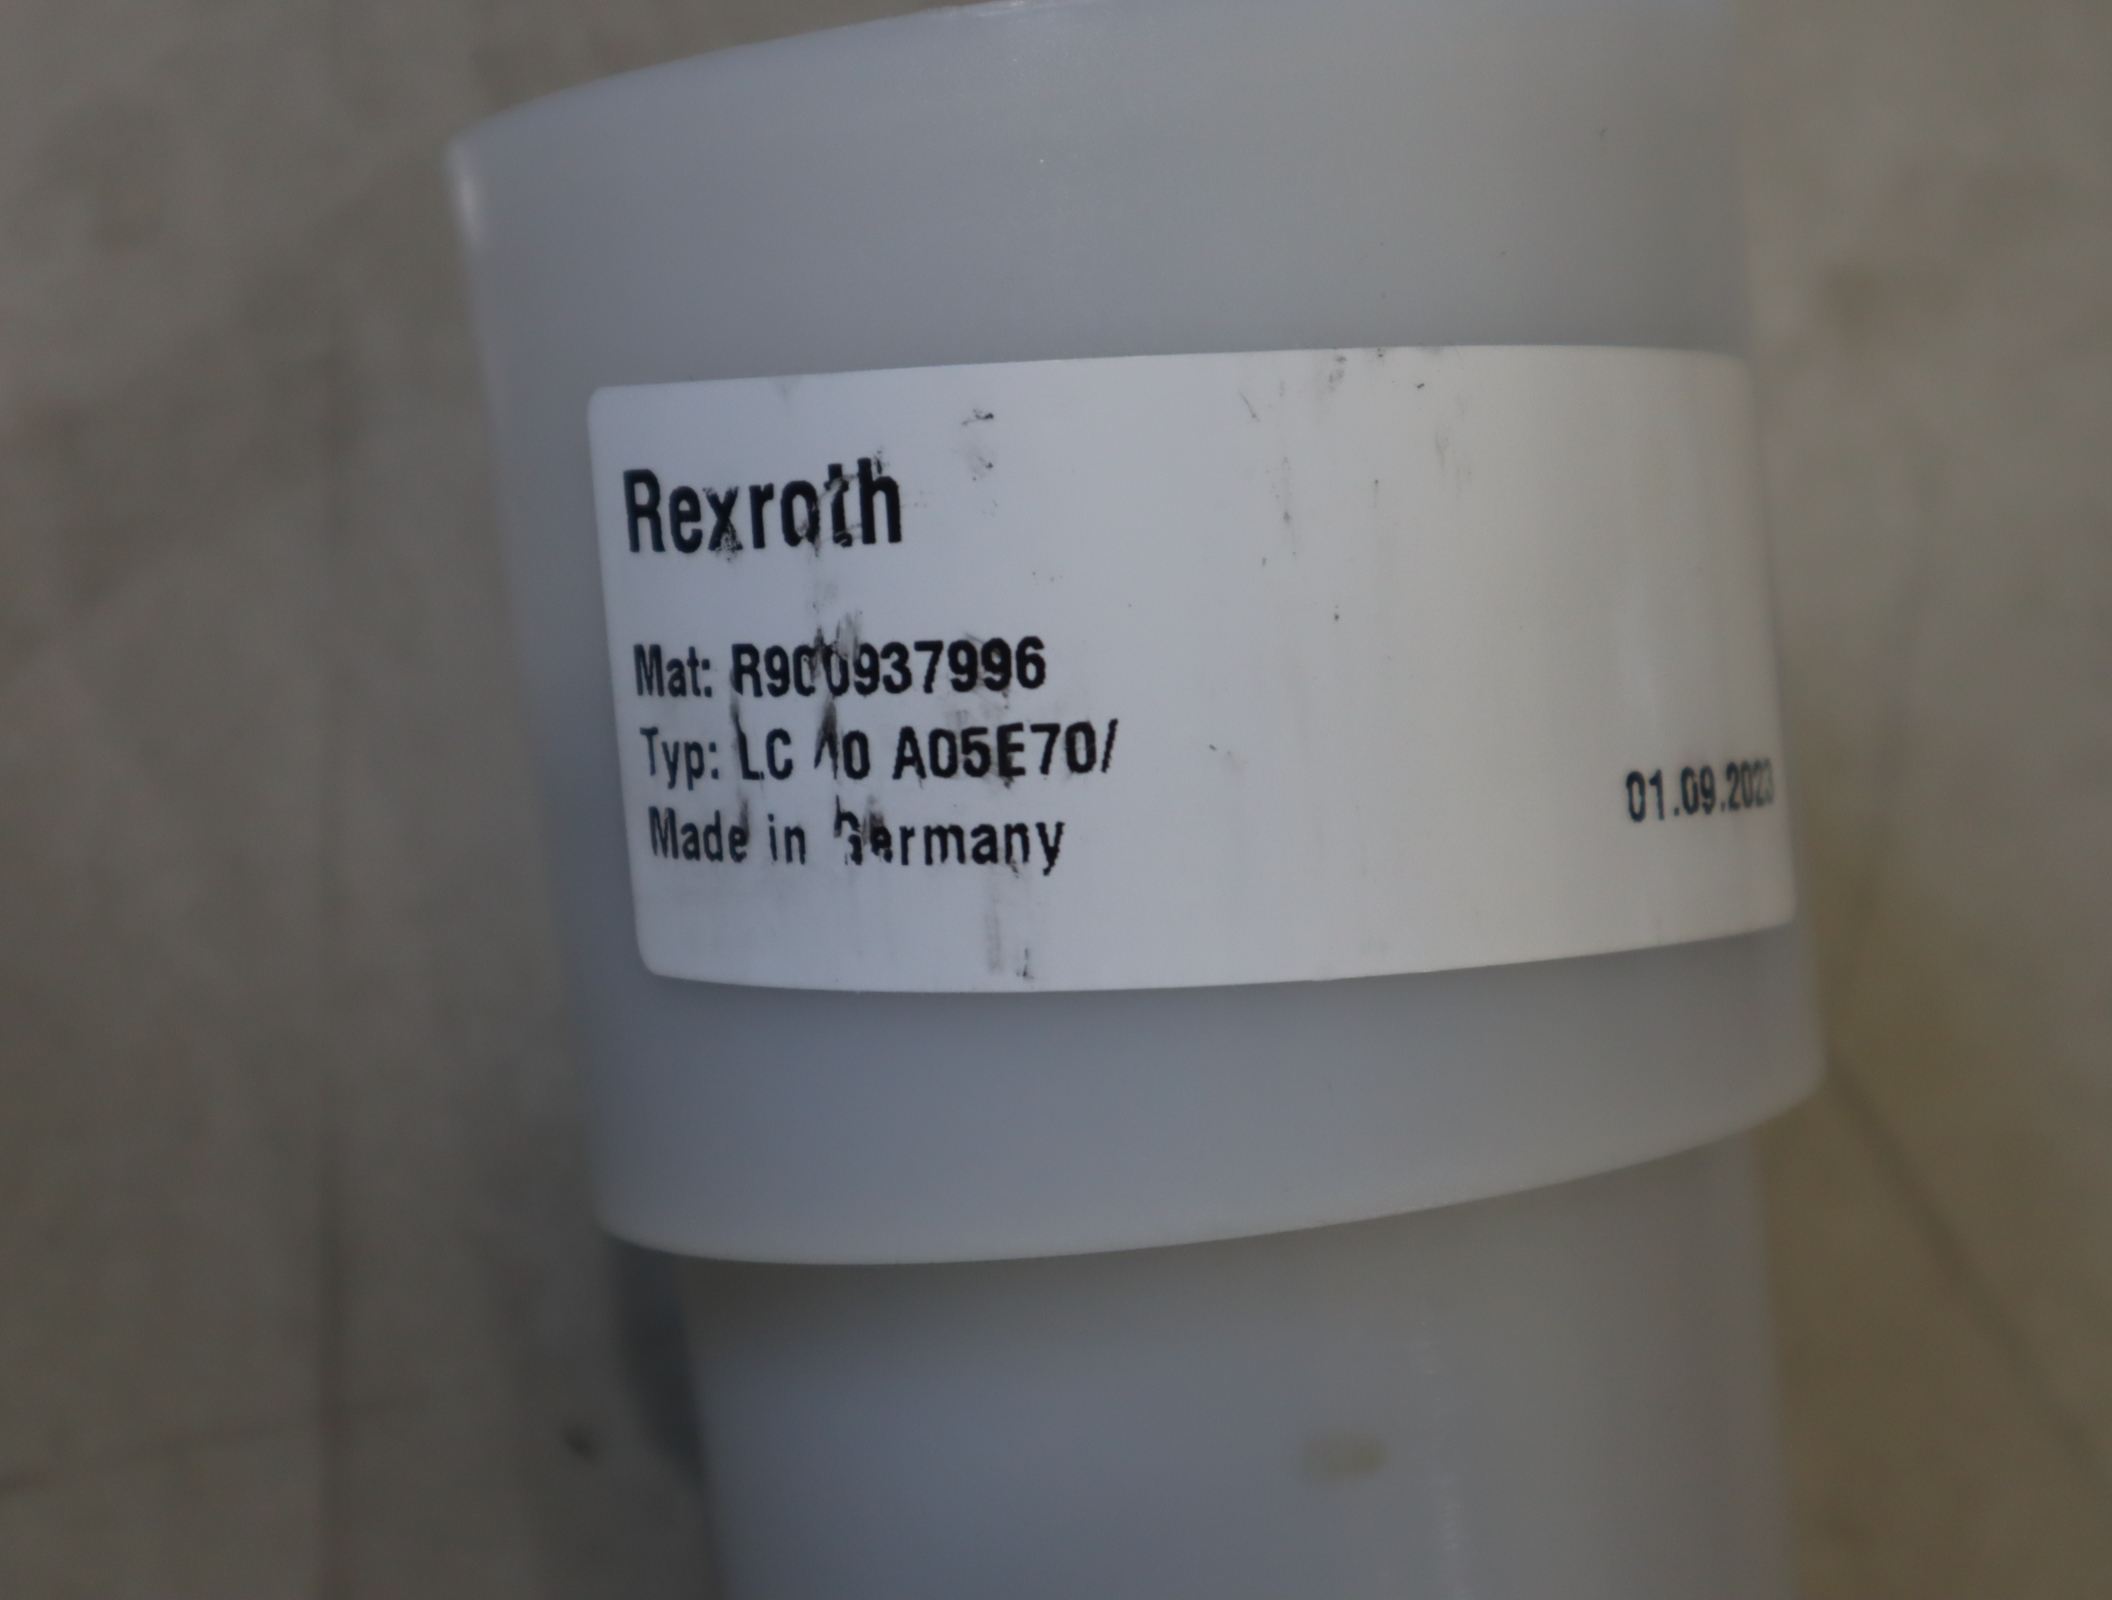 Rexroth
Mat: R900937996
Typ: LC 40 A05E70/
Made in Germany
01.09.2023